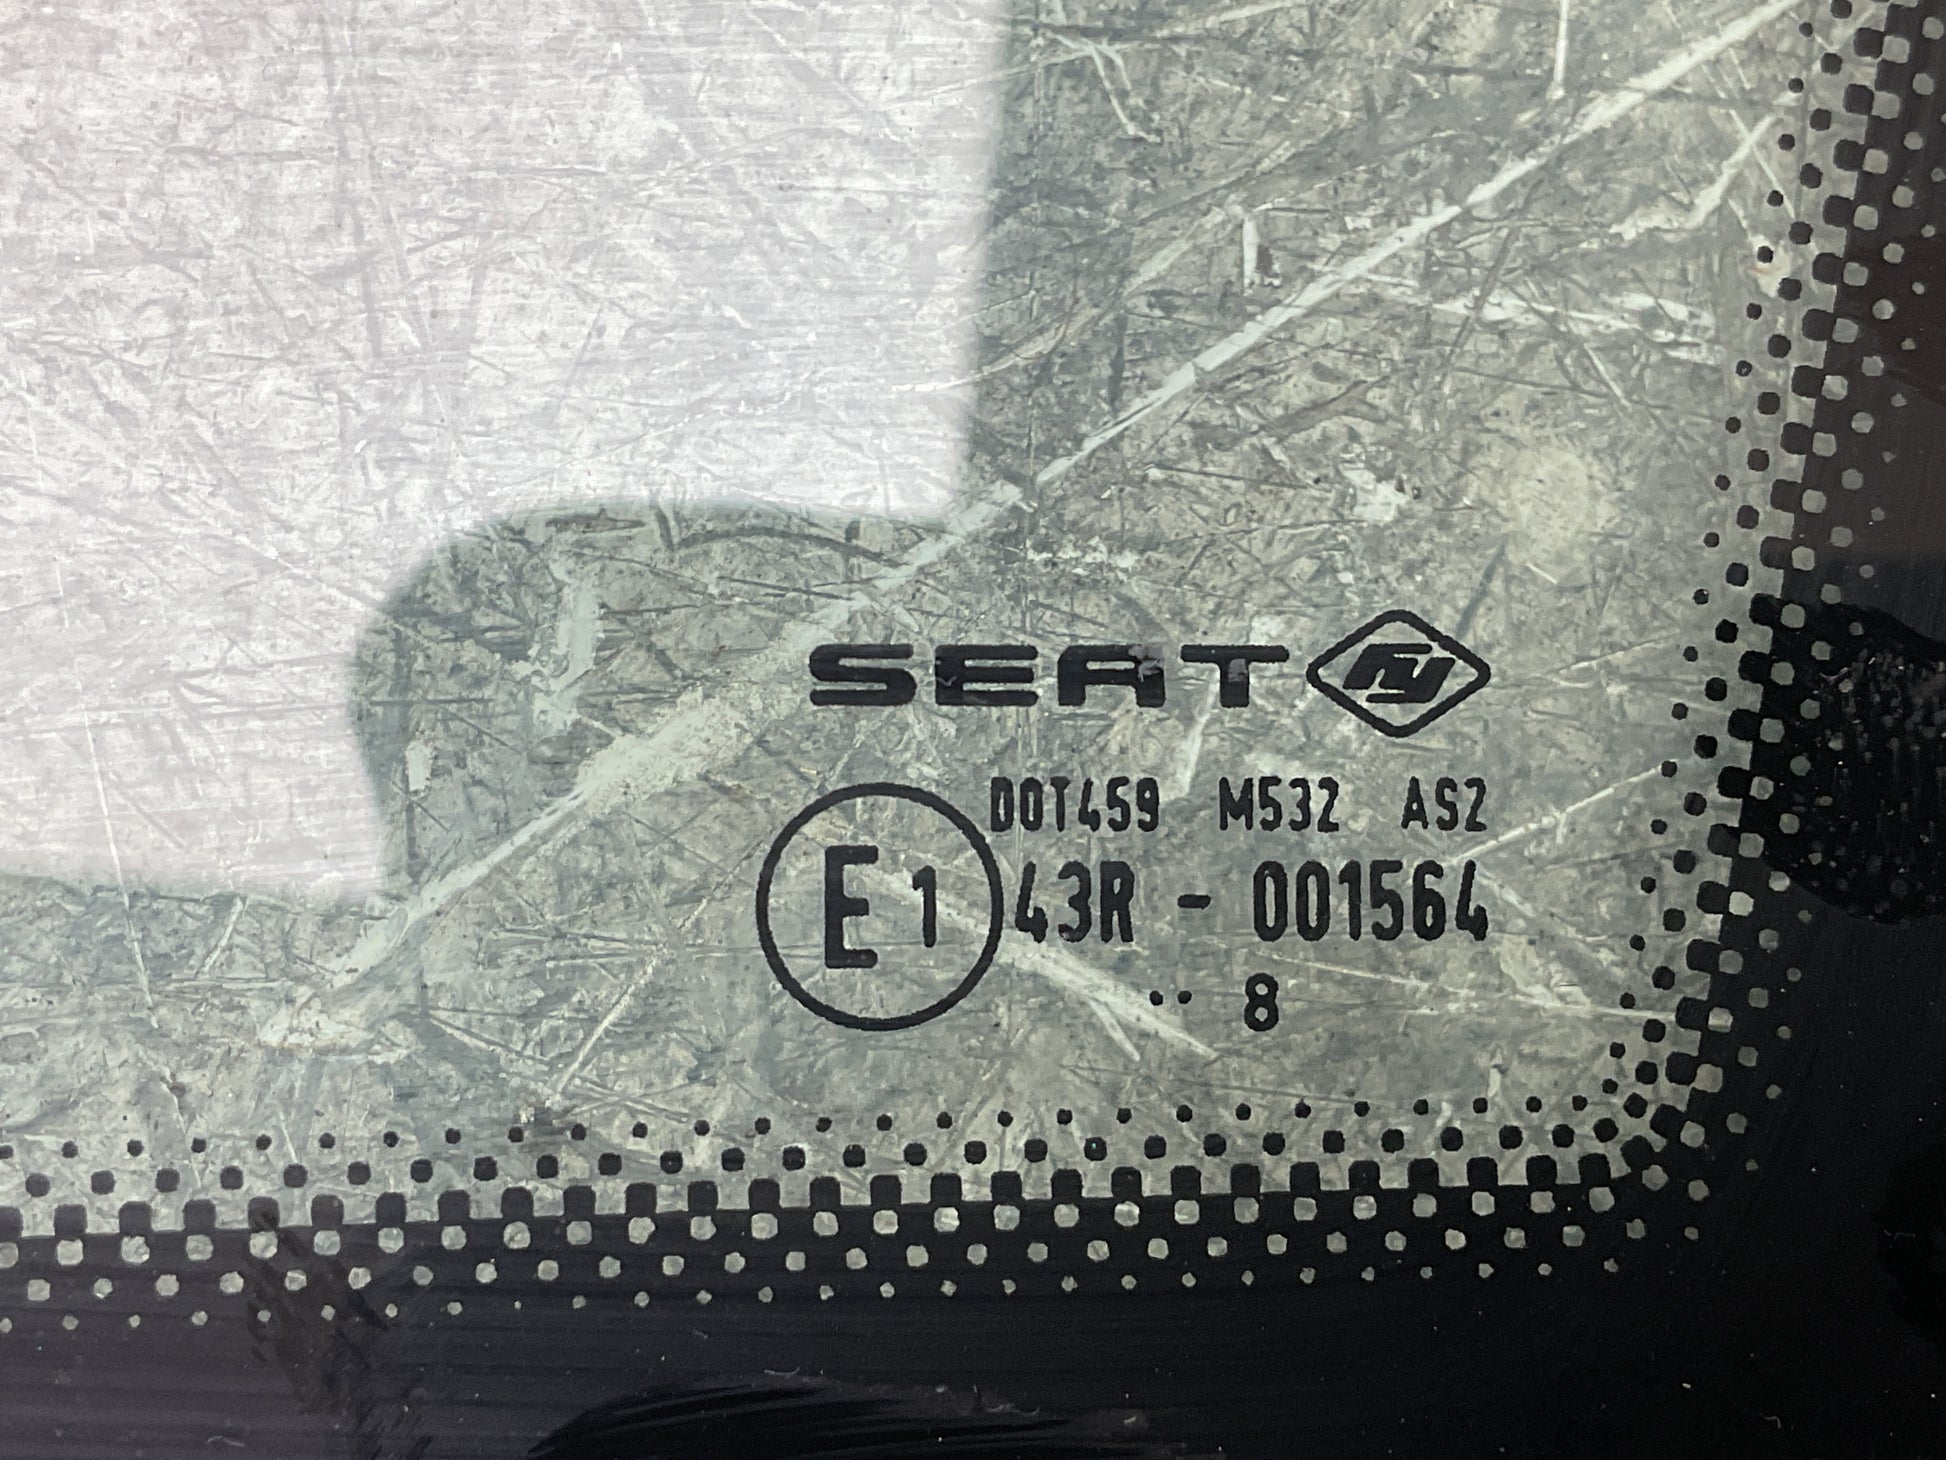 SEAT
DOT459 M532 AS2
E1 43R - 001564
.. 8